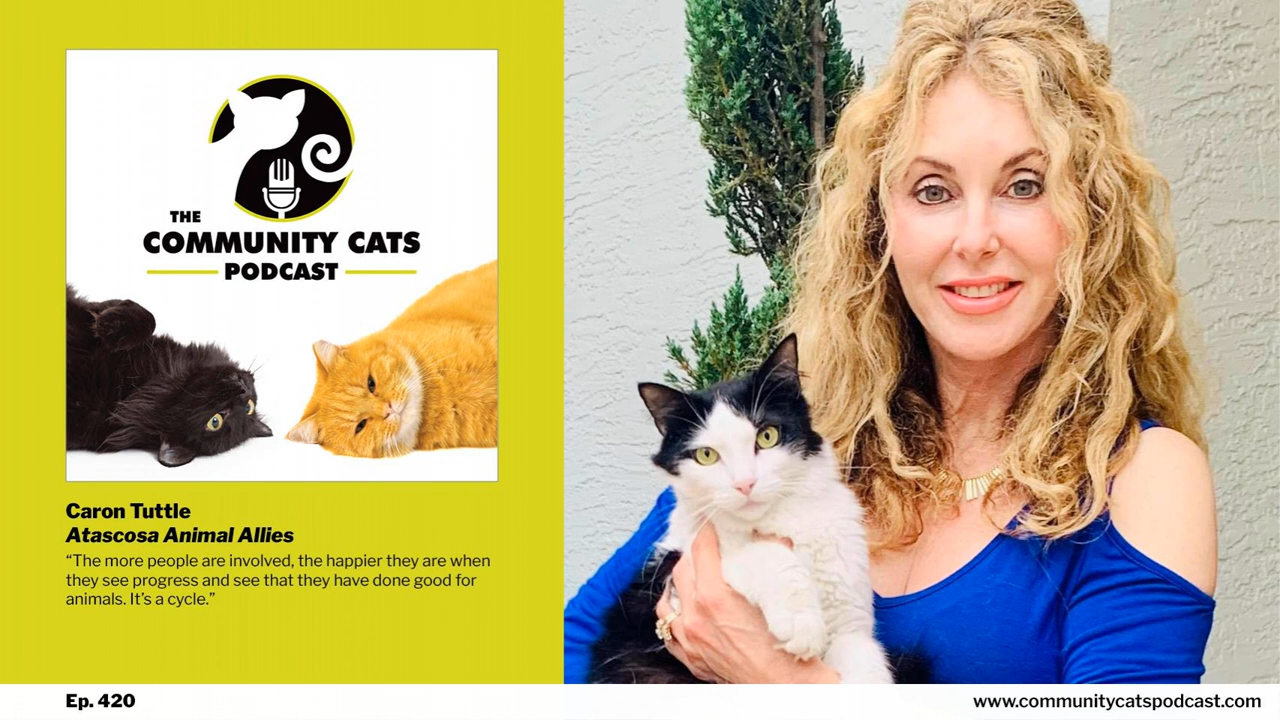 THE
COMMUNITY CATS
PODCAST
Caron Tuttle
Atascosa Animal Allies
“The more people are involved, the happier they are when
they see progress and see that they have done good for
animals. It’s a cycle.”
Ep. 420
www.communitycatspodcast.com